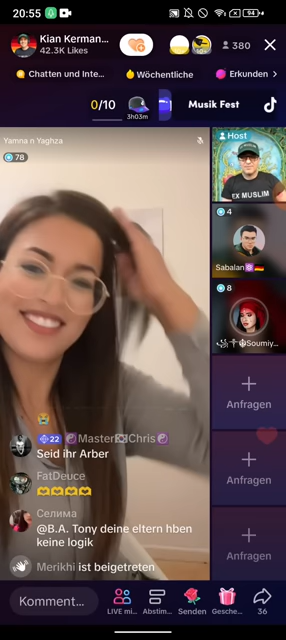 20:55
94
Kian Kerman...
42.3K Likes
380
Chatten und Inte...
Wöchentliche
Erkunden
0/10
3h03m
Musik Fest
Yamna n Yaghza
78
Host
EX MUSLIM
4
Sabalan
8
Soumiy...
Anfragen
Anfragen
Anfragen
22 Master Chris
Seid ihr Arber
FatDeuce
Селима
@B.A. Tony deine eltern hben
keine logik
Merikhi ist beigetreten
Komment...
LIVE mi...
Abstim...
Senden
Gesche...
36